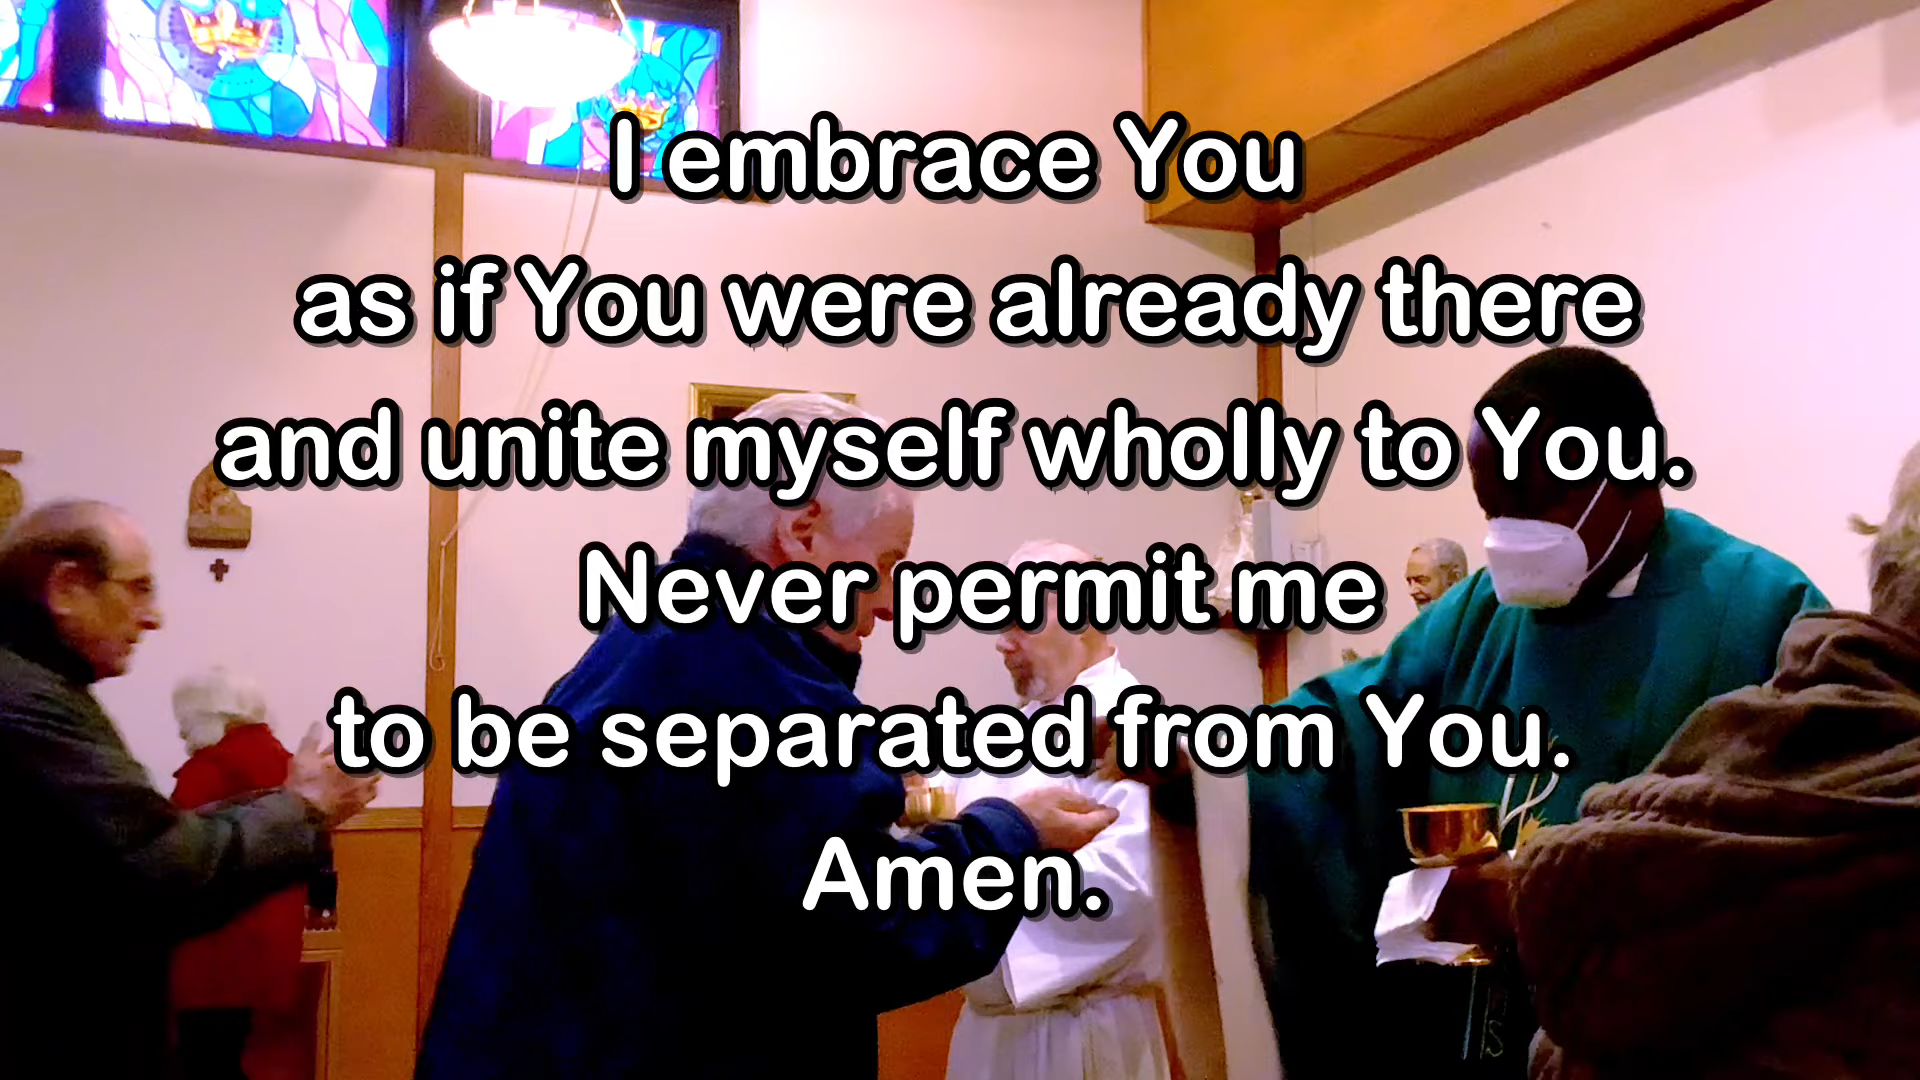 I embrace You
as if You were already there
and unite myself wholly to You.
Never permit me
to be separated from You.
Amen.